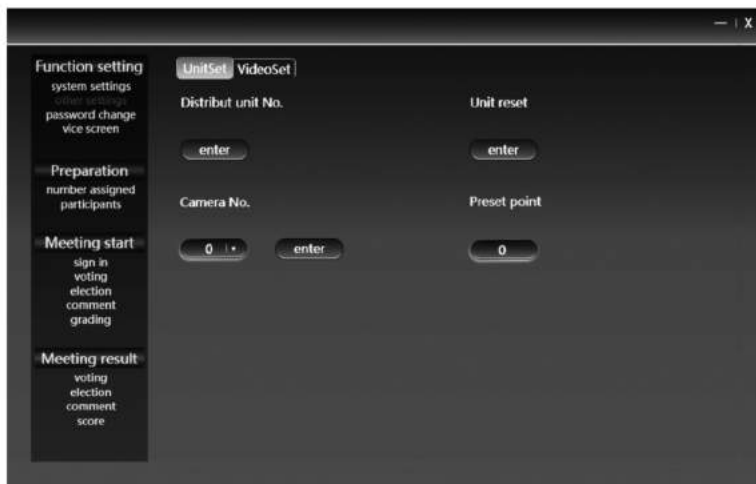 — | X
Function setting
system settings
other settings
password change
vice screen
Preparation
number assigned
participants
Meeting start
sign in
voting
election
comment
grading
Meeting result
voting
election
comment
score
UnitSet VideoSet
Distribut unit No. Unit reset
enter enter
Camera No. Preset point
0 enter 0